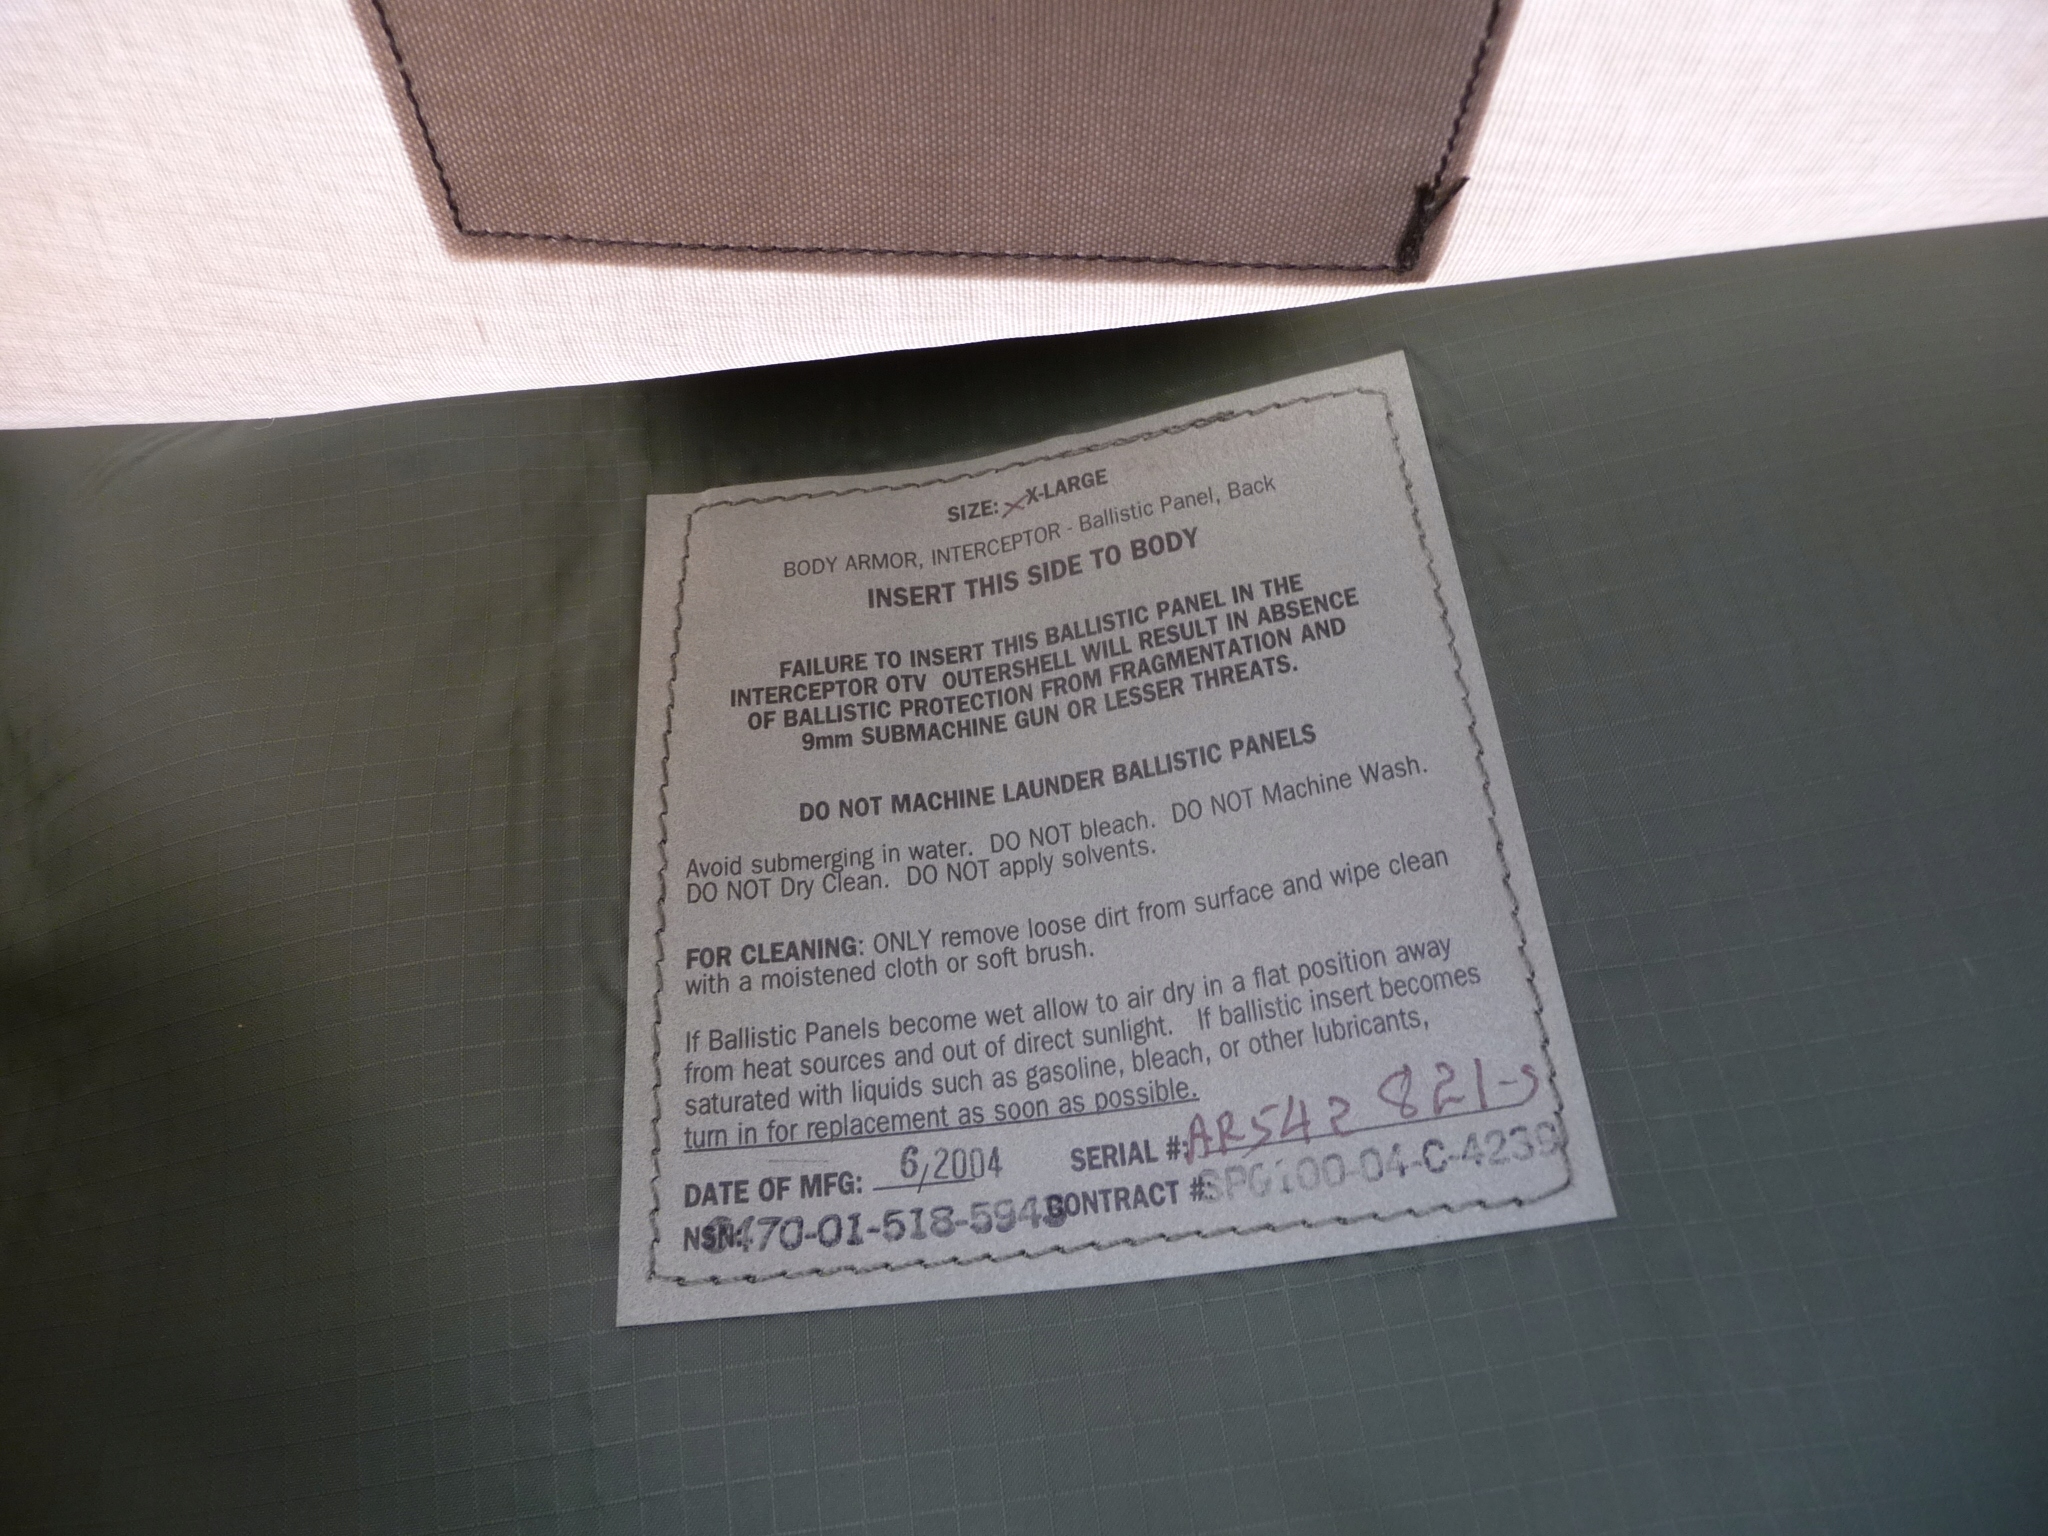 SIZE: XX-LARGE
BODY ARMOR, INTERCEPTOR - Ballistic Panel, Back
INSERT THIS SIDE TO BODY
FAILURE TO INSERT THIS BALLISTIC PANEL IN THE
INTERCEPTOR OTV OUTERSHELL WILL RESULT IN ABSENCE
OF BALLISTIC PROTECTION FROM FRAGMENTATION AND
9mm SUBMACHINE GUN OR LESSER THREATS.
DO NOT MACHINE LAUNDER BALLISTIC PANELS
Avoid submerging in water. DO NOT bleach. DO NOT Machine Wash.
DO NOT Dry Clean. DO NOT apply solvents.
FOR CLEANING: ONLY remove loose dirt from surface and wipe clean
with a moistened cloth or soft brush.
If Ballistic Panels become wet allow to air dry in a flat position away
from heat sources and out of direct sunlight. If ballistic insert becomes
saturated with liquids such as gasoline, bleach, or other lubricants,
turn in for replacement as soon as possible.
DATE OF MFG: 6/2004 SERIAL #: AR542 821-S
NSN: 8470-01-518-5948 CONTRACT #: SPO100-04-C-4239